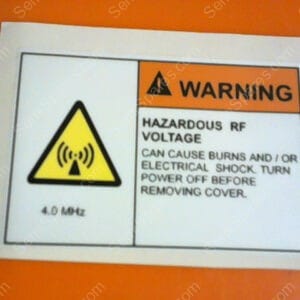 WARNING
HAZARDOUS RF
VOLTAGE
CAN CAUSE BURNS AND / OR
ELECTRICAL SHOCK. TURN
POWER OFF BEFORE
REMOVING COVER.
4.0 MHz